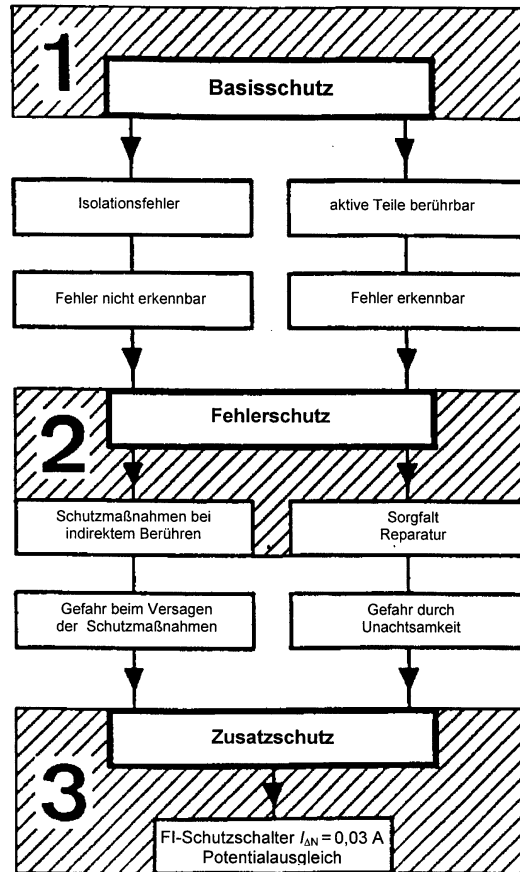 1
Basisschutz
Isolationsfehler
aktive Teile berührbar
Fehler nicht erkennbar
Fehler erkennbar
2
Fehlerschutz
Schutzmaßnahmen bei
indirektem Berühren
Sorgfalt
Reparatur
Gefahr beim Versagen
der Schutzmaßnahmen
Gefahr durch
Unachtsamkeit
3
Zusatzschutz
FI-Schutzschalter IΔN = 0,03 A
Potentialausgleich